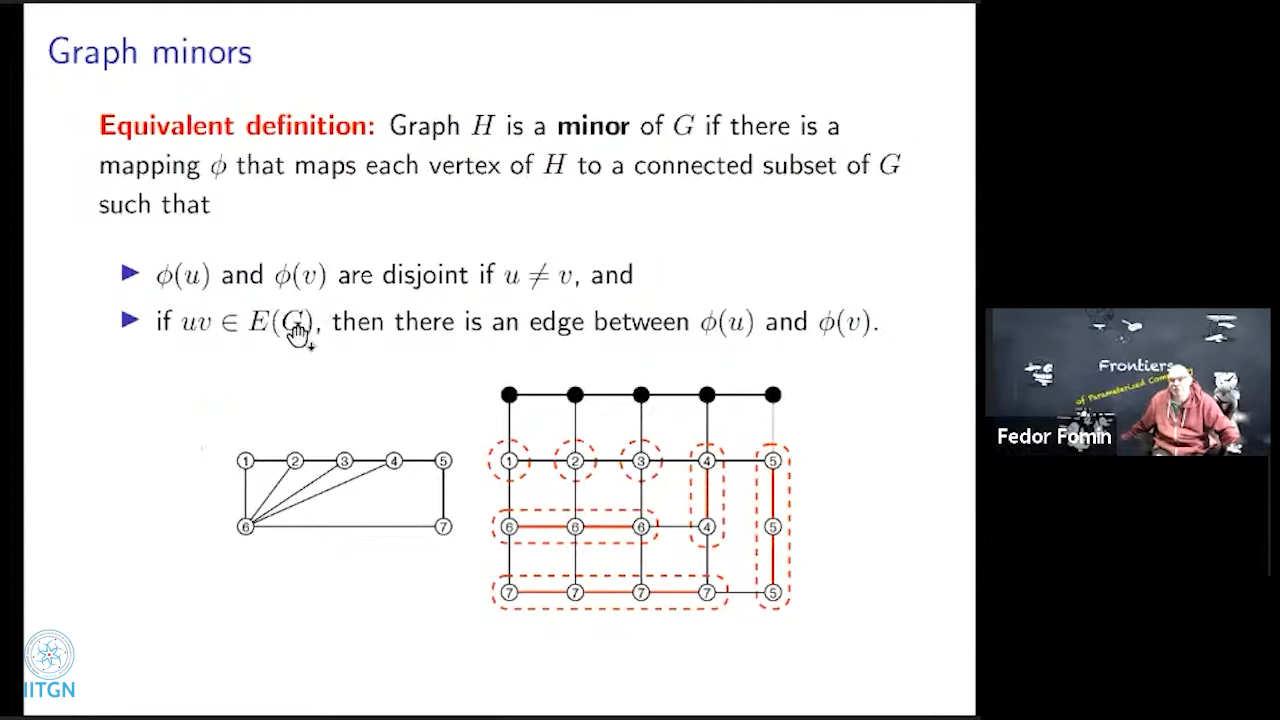 Graph minors
Equivalent definition: Graph H is a minor of G if there is a
mapping ϕ that maps each vertex of H to a connected subset of G
such that
▶ ϕ(u) and ϕ(v) are disjoint if u ≠ v, and
▶ if uv ∈ E(G), then there is an edge between ϕ(u) and ϕ(v).
1 2 3 4 5
6 7
1 2 3 4 5
6 6 6 4 5
7 7 7 7 5
Frontiers
of Parameterized
Fedor Fomin
IITGN